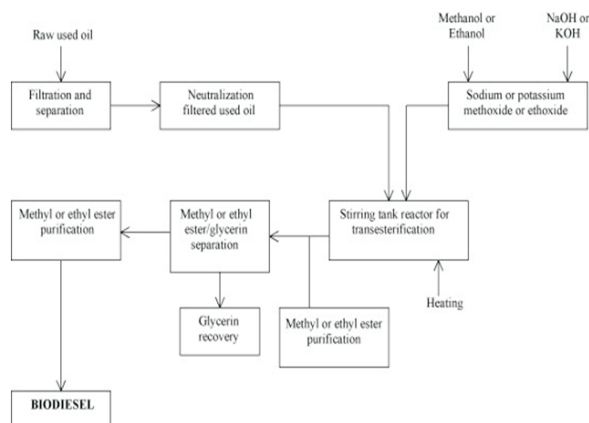 Raw used oil
Methanol or
Ethanol
NaOH or
KOH
Filtration and
separation
Neutralization
filtered used oil
Sodium or potassium
methoxide or ethoxide
Methyl or ethyl ester
purification
Methyl or ethyl
ester/glycerin
separation
Stirring tank reactor for
transesterification
Heating
Glycerin
recovery
Methyl or ethyl ester
purification
BIODIESEL